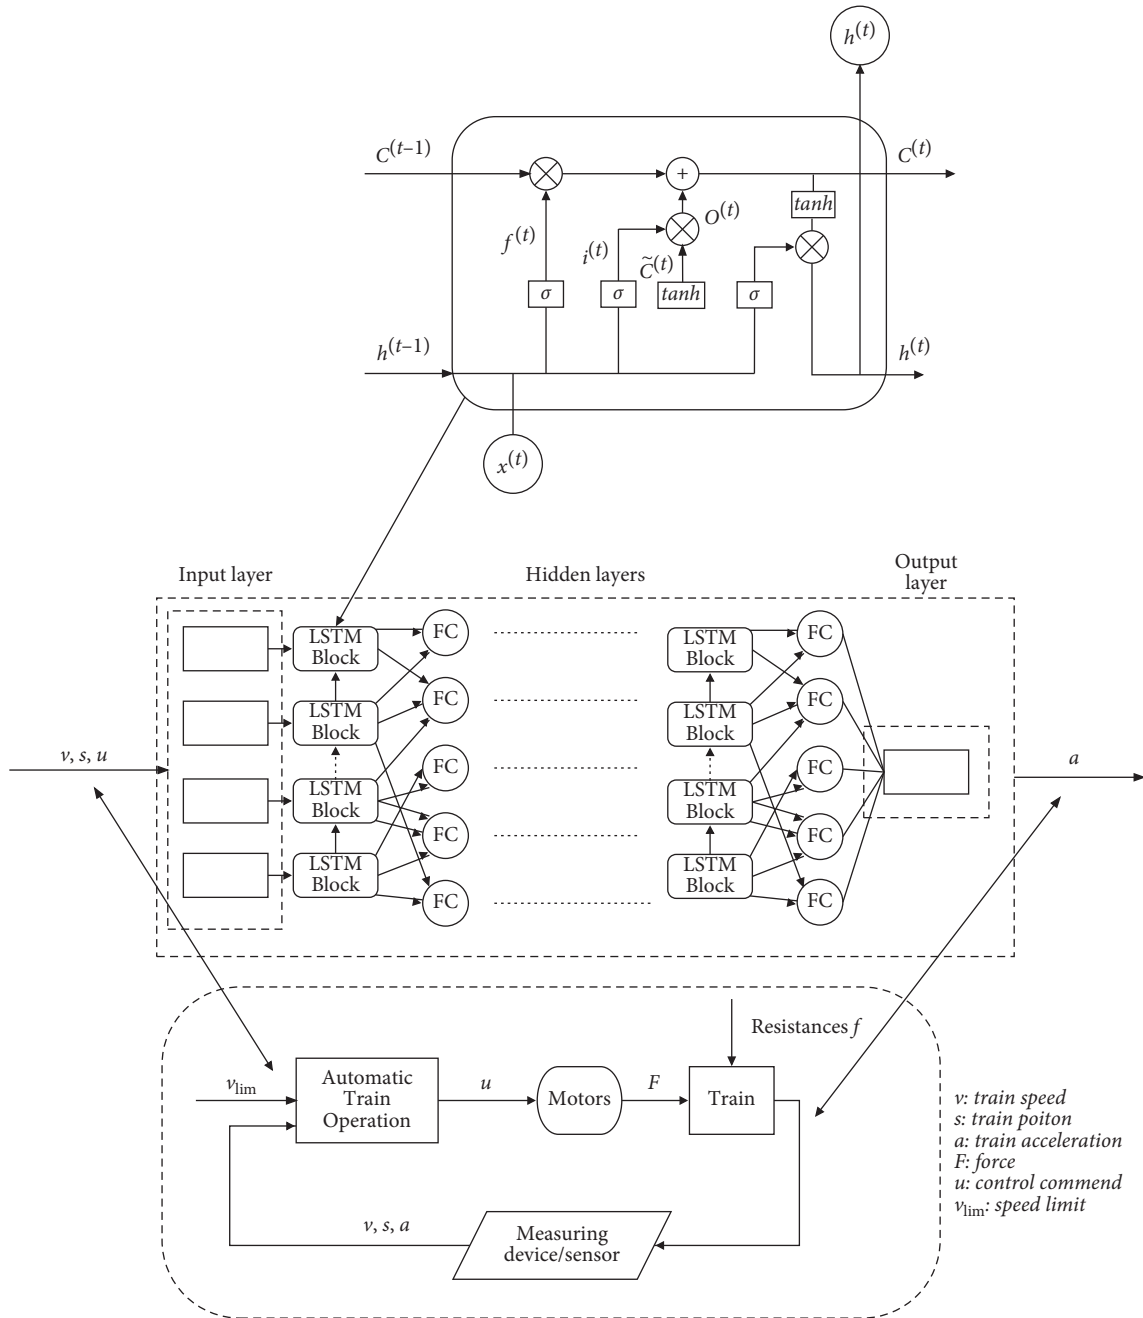 h(t)
C(t–1)
C(t)
+
tanh
O(t)
f(t)
i(t)
C̃(t)
σ
σ
tanh
σ
h(t–1)
h(t)
x(t)
Input layer
Hidden layers
Output
layer
LSTM
Block
FC
LSTM
Block
FC
LSTM
Block
FC
LSTM
Block
FC
v, s, u
FC
LSTM
Block
FC
LSTM
Block
FC
LSTM
Block
FC
LSTM
Block
FC
a
FC
Resistances f
vlim
Automatic
Train
Operation
u
Motors
F
Train
v: train speed
s: train poiton
a: train acceleration
F: force
u: control commend
vlim: speed limit
v, s, a
Measuring
device/sensor